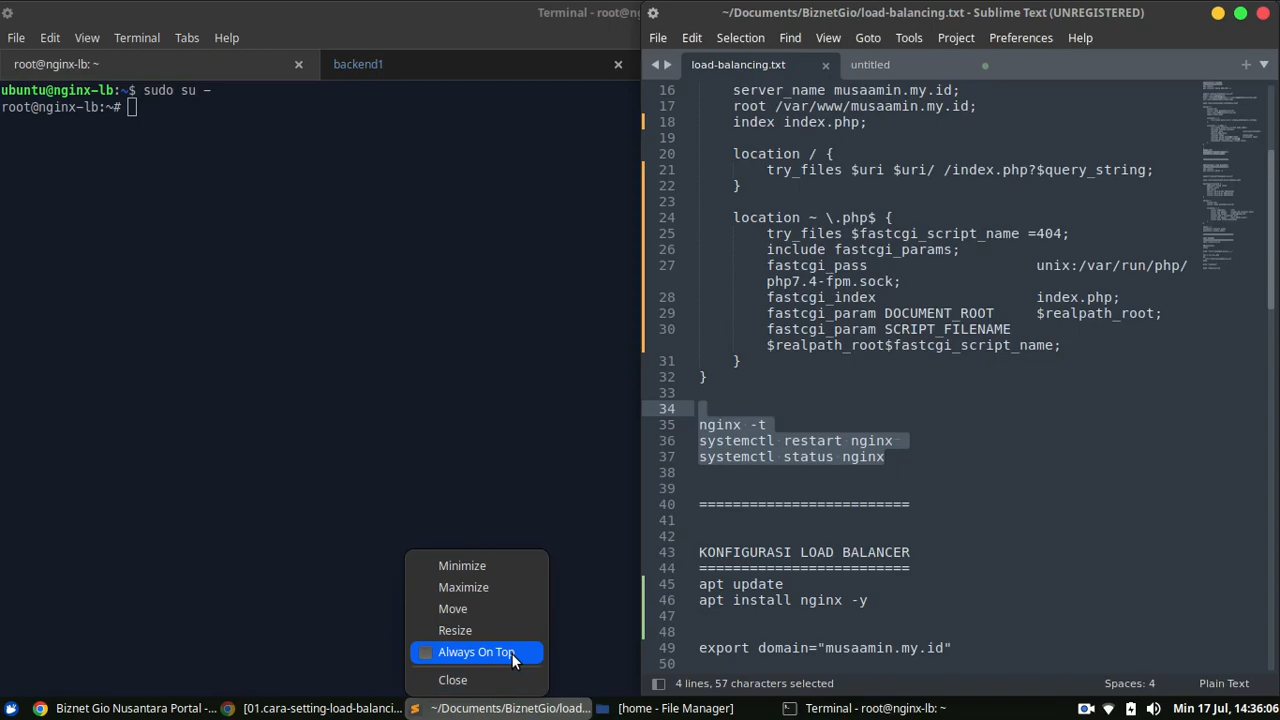 Terminal - root@ng
File Edit View Terminal Tabs Help
root@nginx-lb: ~
backend1
ubuntu@nginx-lb:~$ sudo su -
root@nginx-lb:~#
~/Documents/BiznetGio/load-balancing.txt - Sublime Text (UNREGISTERED)
File Edit Selection Find View Goto Tools Project Preferences Help
load-balancing.txt
untitled
16 server_name musaamin.my.id;
17 root /var/www/musaamin.my.id;
18 index index.php;
19
20 location / {
21 try_files $uri $uri/ /index.php?$query_string;
22 }
23
24 location ~ \.php$ {
25 try_files $fastcgi_script_name =404;
26 include fastcgi_params;
27 fastcgi_pass unix:/var/run/php/
php7.4-fpm.sock;
28 fastcgi_index index.php;
29 fastcgi_param DOCUMENT_ROOT $realpath_root;
30 fastcgi_param SCRIPT_FILENAME
$realpath_root$fastcgi_script_name;
31 }
32 }
33
34
35 nginx -t
36 systemctl restart nginx
37 systemctl status nginx
38
39
40 =========================
41
42
43 KONFIGURASI LOAD BALANCER
44 =========================
45 apt update
46 apt install nginx -y
47
48
49 export domain="musaamin.my.id"
50
4 lines, 57 characters selected
Spaces: 4
Plain Text
Minimize
Maximize
Move
Resize
Always On Top
Close
Biznet Gio Nusantara Portal -...
[01.cara-setting-load-balanci...
~/Documents/BiznetGio/load...
[home - File Manager]
Terminal - root@nginx-lb: ~
Min 17 Jul, 14:36:06